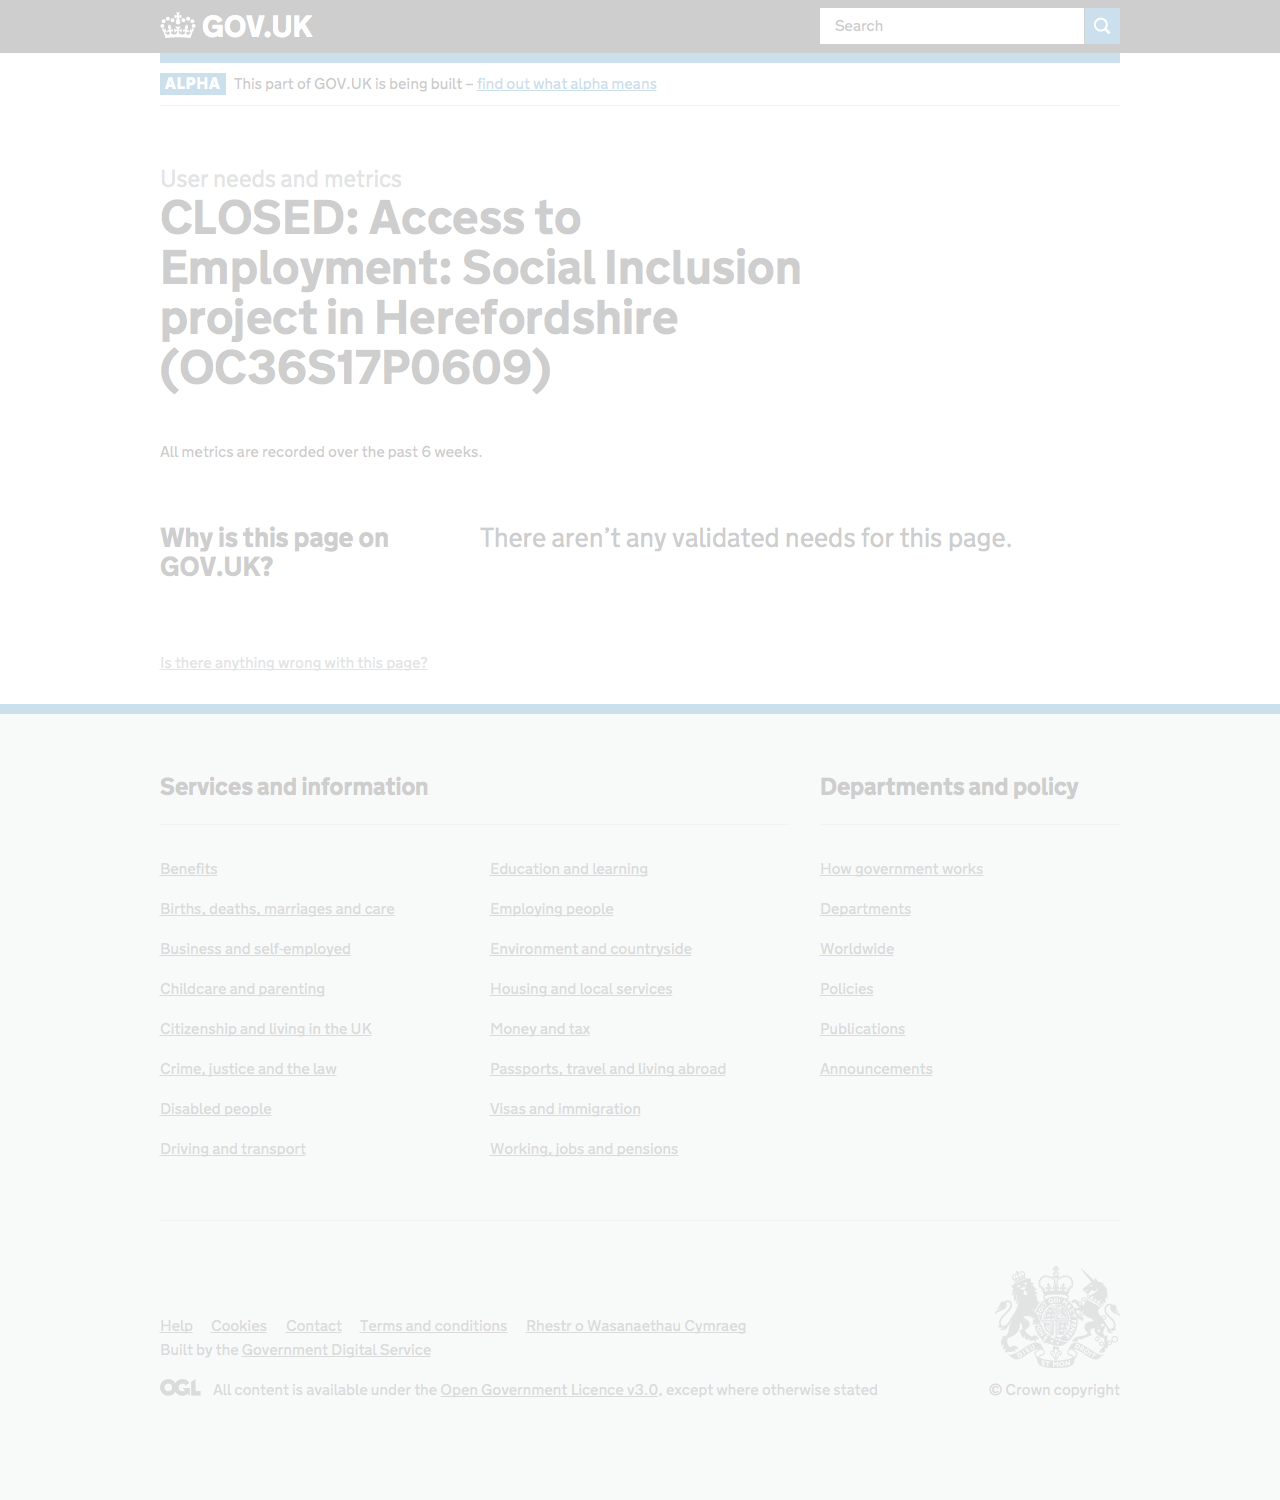 GOV.UK
Search
ALPHA This part of GOV.UK is being built – find out what alpha means
User needs and metrics
CLOSED: Access to
Employment: Social Inclusion
project in Herefordshire
(OC36S17P0609)
All metrics are recorded over the past 6 weeks.
Why is this page on
GOV.UK?
There aren’t any validated needs for this page.
Is there anything wrong with this page?
Services and information
Benefits
Births, deaths, marriages and care
Business and self-employed
Childcare and parenting
Citizenship and living in the UK
Crime, justice and the law
Disabled people
Driving and transport
Education and learning
Employing people
Environment and countryside
Housing and local services
Money and tax
Passports, travel and living abroad
Visas and immigration
Working, jobs and pensions
Departments and policy
How government works
Departments
Worldwide
Policies
Publications
Announcements
Help Cookies Contact Terms and conditions Rhestr o Wasanaethau Cymraeg
Built by the Government Digital Service
OGL All content is available under the Open Government Licence v3.0, except where otherwise stated
© Crown copyright